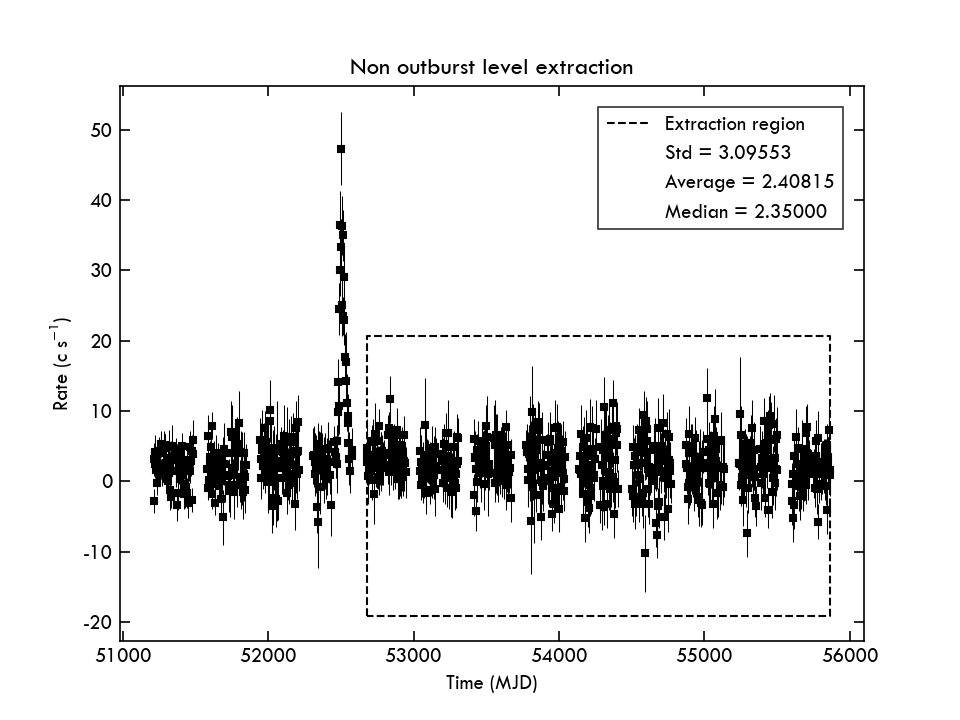 Non outburst level extraction
Extraction region
Std = 3.09553
Average = 2.40815
Median = 2.35000
50
40
30
20
10
0
-10
-20
Rate (c s⁻¹)
51000 52000 53000 54000 55000 56000
Time (MJD)